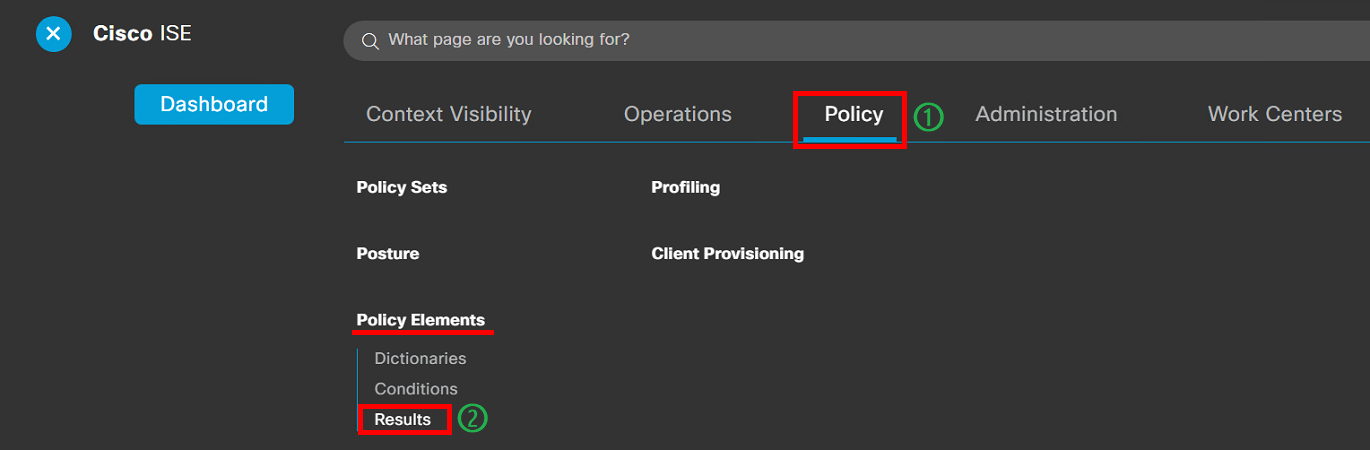 Cisco ISE
What page are you looking for?
Dashboard
Context Visibility Operations Policy ① Administration Work Centers
Policy Sets Profiling
Posture Client Provisioning
Policy Elements
Dictionaries
Conditions
Results ②